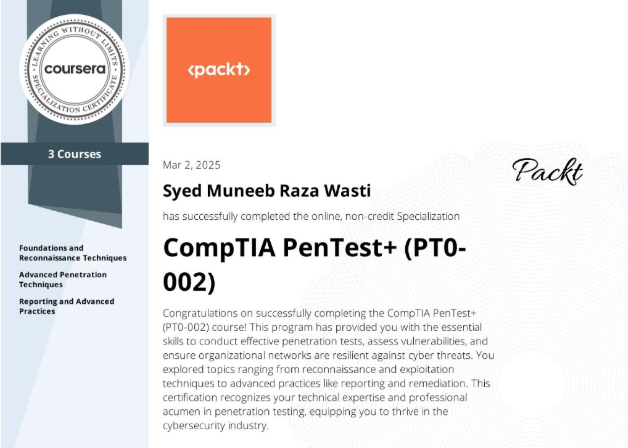 LEARNING WITHOUT LIMITS
coursera
SPECIALIZATION CERTIFICATE
3 Courses
Foundations and
Reconnaissance Techniques
Advanced Penetration
Techniques
Reporting and Advanced
Practices
<packt>
Mar 2, 2025
Syed Muneeb Raza Wasti
has successfully completed the online, non-credit Specialization
CompTIA PenTest+ (PT0-
002)
Congratulations on successfully completing the CompTIA PenTest+
(PT0-002) course! This program has provided you with the essential
skills to conduct effective penetration tests, assess vulnerabilities, and
ensure organizational networks are resilient against cyber threats. You
explored topics ranging from reconnaissance and exploitation
techniques to advanced practices like reporting and remediation. This
certification recognizes your technical expertise and professional
acumen in penetration testing, equipping you to thrive in the
cybersecurity industry.
Packt